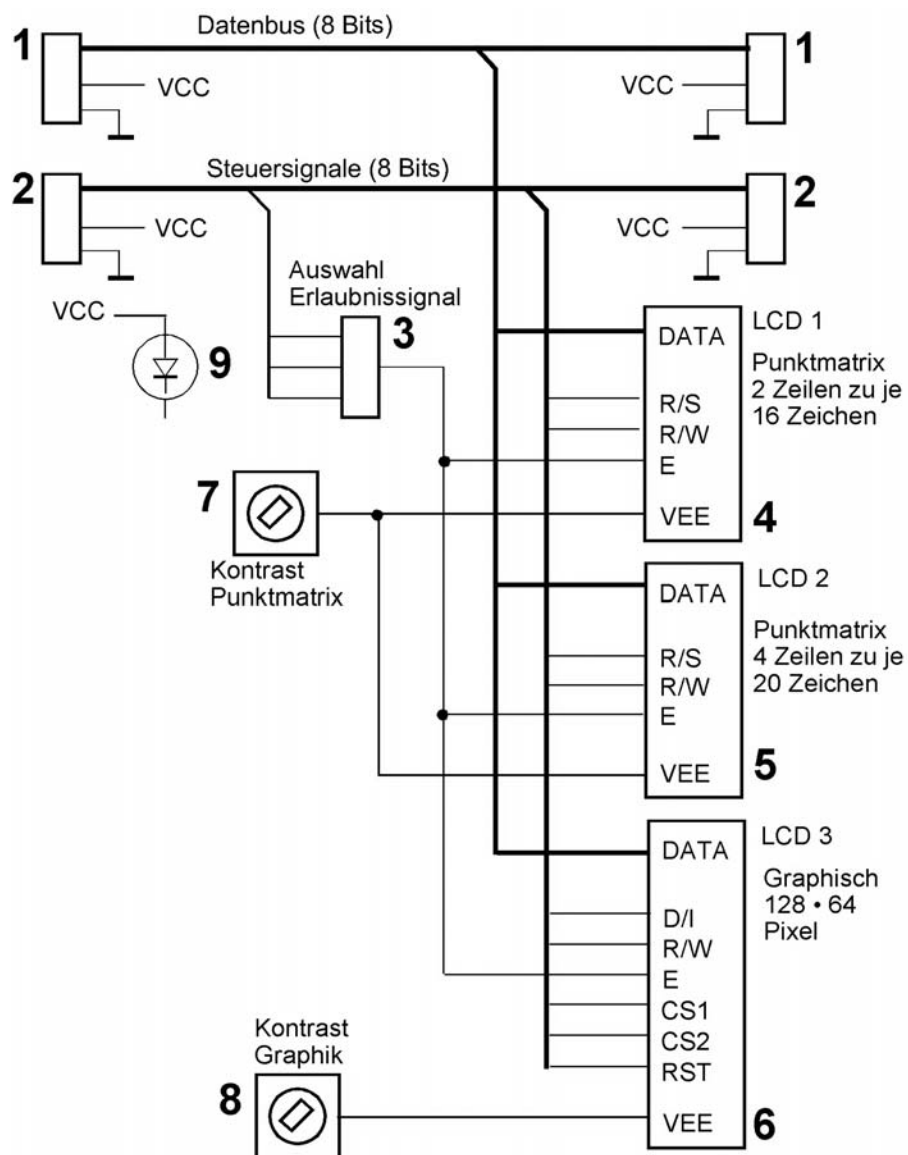 Datenbus (8 Bits)
1
1
VCC
VCC
Steuersignale (8 Bits)
2
2
VCC
VCC
Auswahl
Erlaubnissignal
3
VCC
9
DATA
R/S
R/W
E
VEE
LCD 1
Punktmatrix
2 Zeilen zu je
16 Zeichen
4
7
Kontrast
Punktmatrix
DATA
R/S
R/W
E
VEE
LCD 2
Punktmatrix
4 Zeilen zu je
20 Zeichen
5
DATA
D/I
R/W
E
CS1
CS2
RST
VEE
LCD 3
Graphisch
128 • 64
Pixel
6
Kontrast
Graphik
8